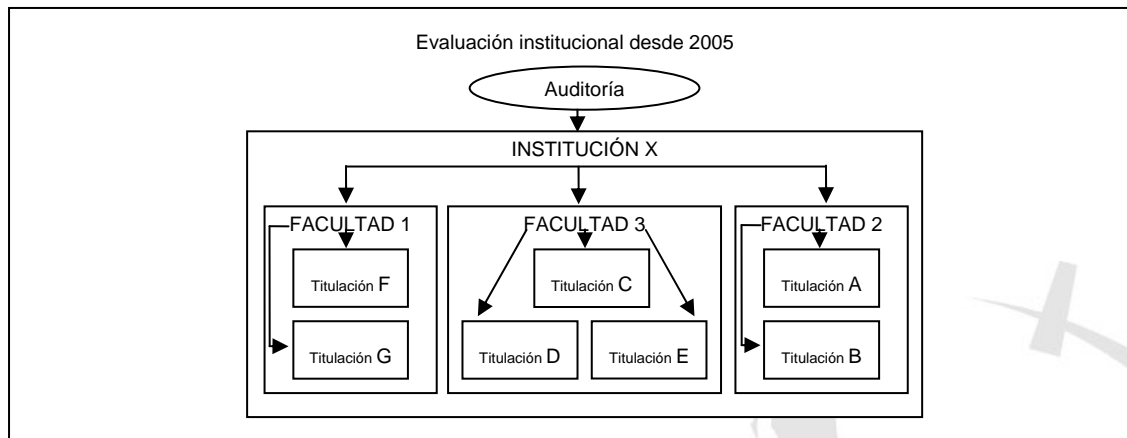 Evaluación institucional desde 2005
Auditoría
INSTITUCIÓN X
FACULTAD 1
FACULTAD 3
FACULTAD 2
Titulación F
Titulación C
Titulación A
Titulación G
Titulación D
Titulación E
Titulación B